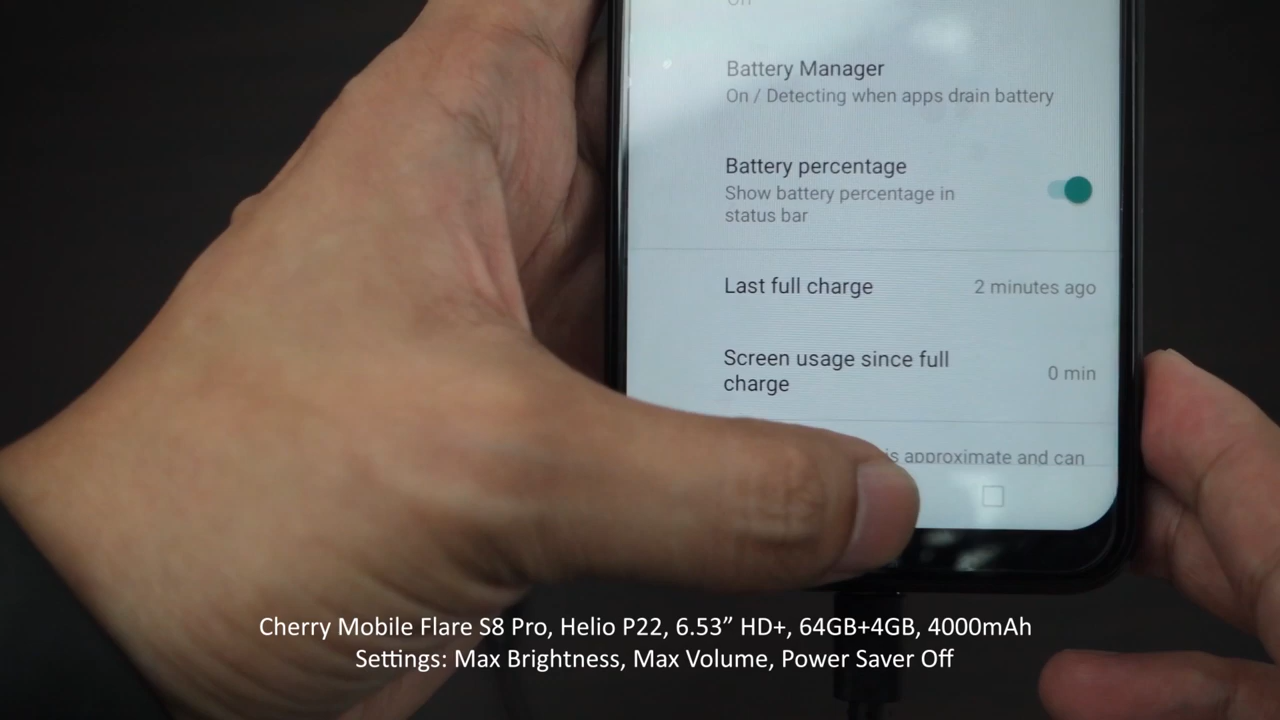 On
Battery Manager
On / Detecting when apps drain battery
Battery percentage
Show battery percentage in
status bar
Last full charge
2 minutes ago
Screen usage since full
charge
0 min
is approximate and can
Cherry Mobile Flare S8 Pro, Helio P22, 6.53” HD+, 64GB+4GB, 4000mAh
Settings: Max Brightness, Max Volume, Power Saver Off